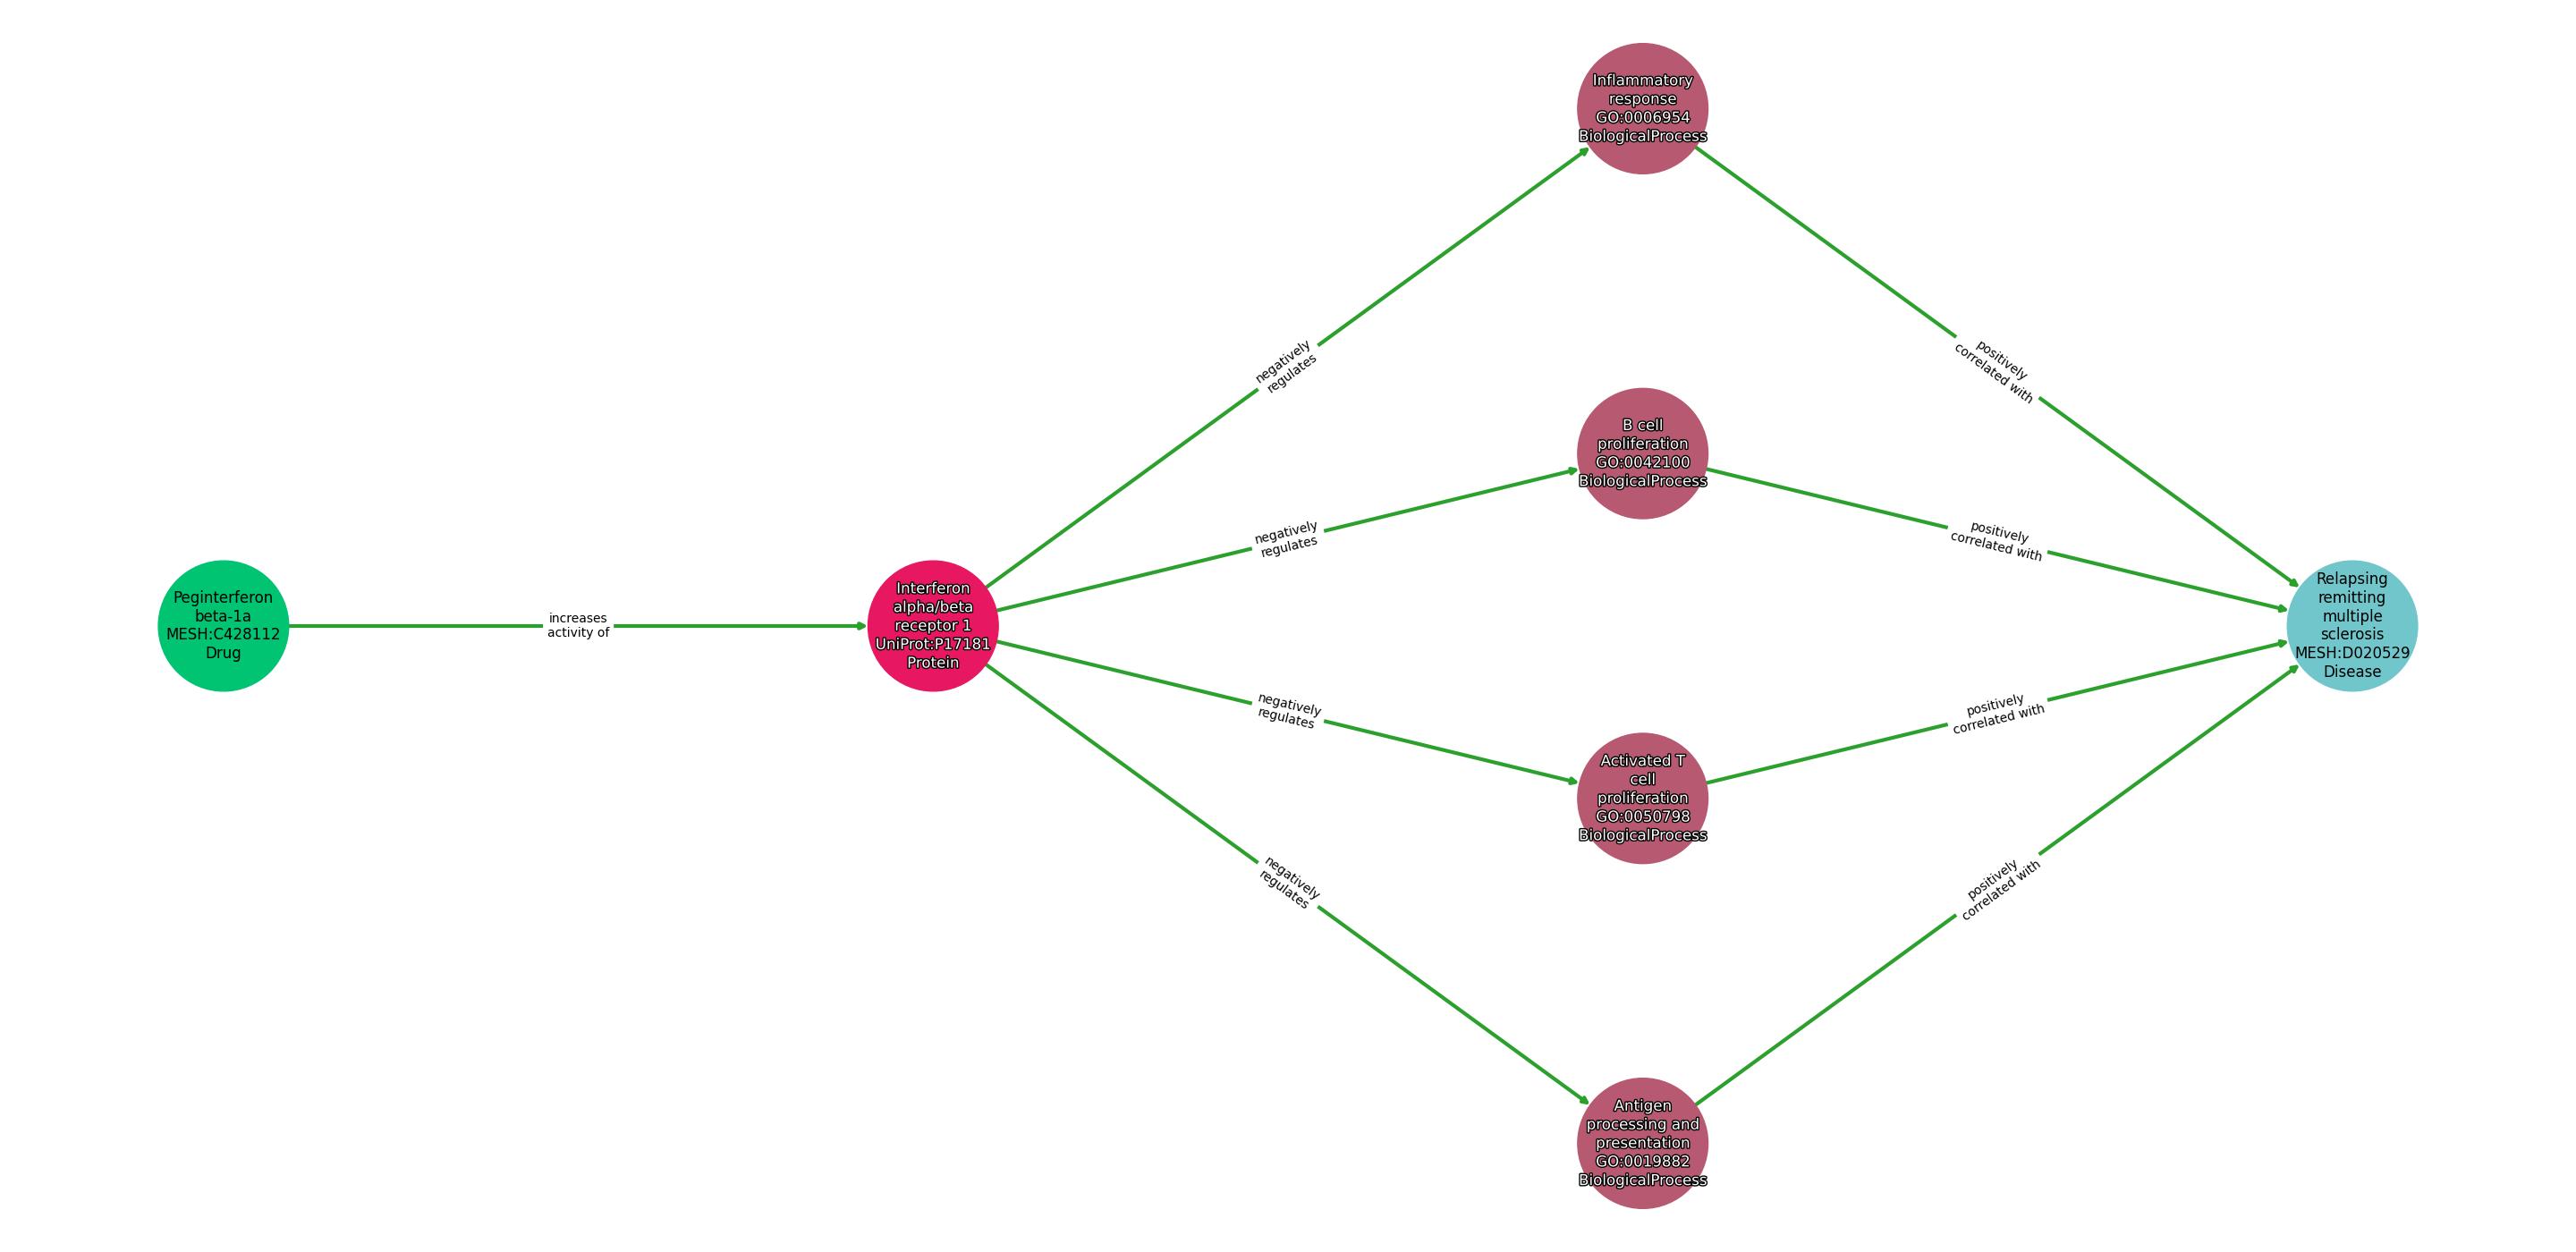 Inflammatory
response
GO:0006954
BiologicalProcess
negatively
regulates
positively
correlated with
B cell
proliferation
GO:0042100
BiologicalProcess
negatively
regulates
positively
correlated with
Peginterferon
beta-1a
MESH:C428112
Drug
increases
activity of
Interferon
alpha/beta
receptor 1
UniProt:P17181
Protein
Relapsing
remitting
multiple
sclerosis
MESH:D020529
Disease
negatively
regulates
positively
correlated with
Activated T
cell
proliferation
GO:0050798
BiologicalProcess
negatively
regulates
positively
correlated with
Antigen
processing and
presentation
GO:0019882
BiologicalProcess